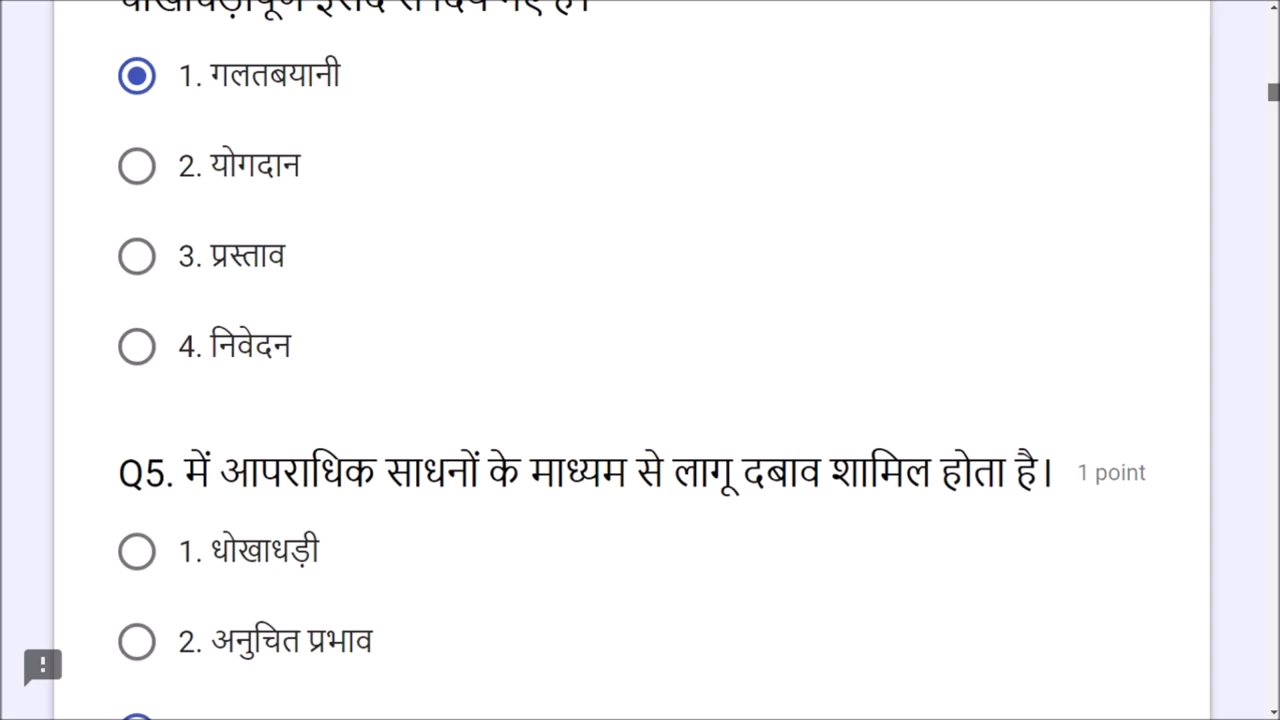 1. गलतबयानी
2. योगदान
3. प्रस्ताव
4. निवेदन
Q5. में आपराधिक साधनों के माध्यम से लागू दबाव शामिल होता है। 1 point
1. धोखाधड़ी
2. अनुचित प्रभाव